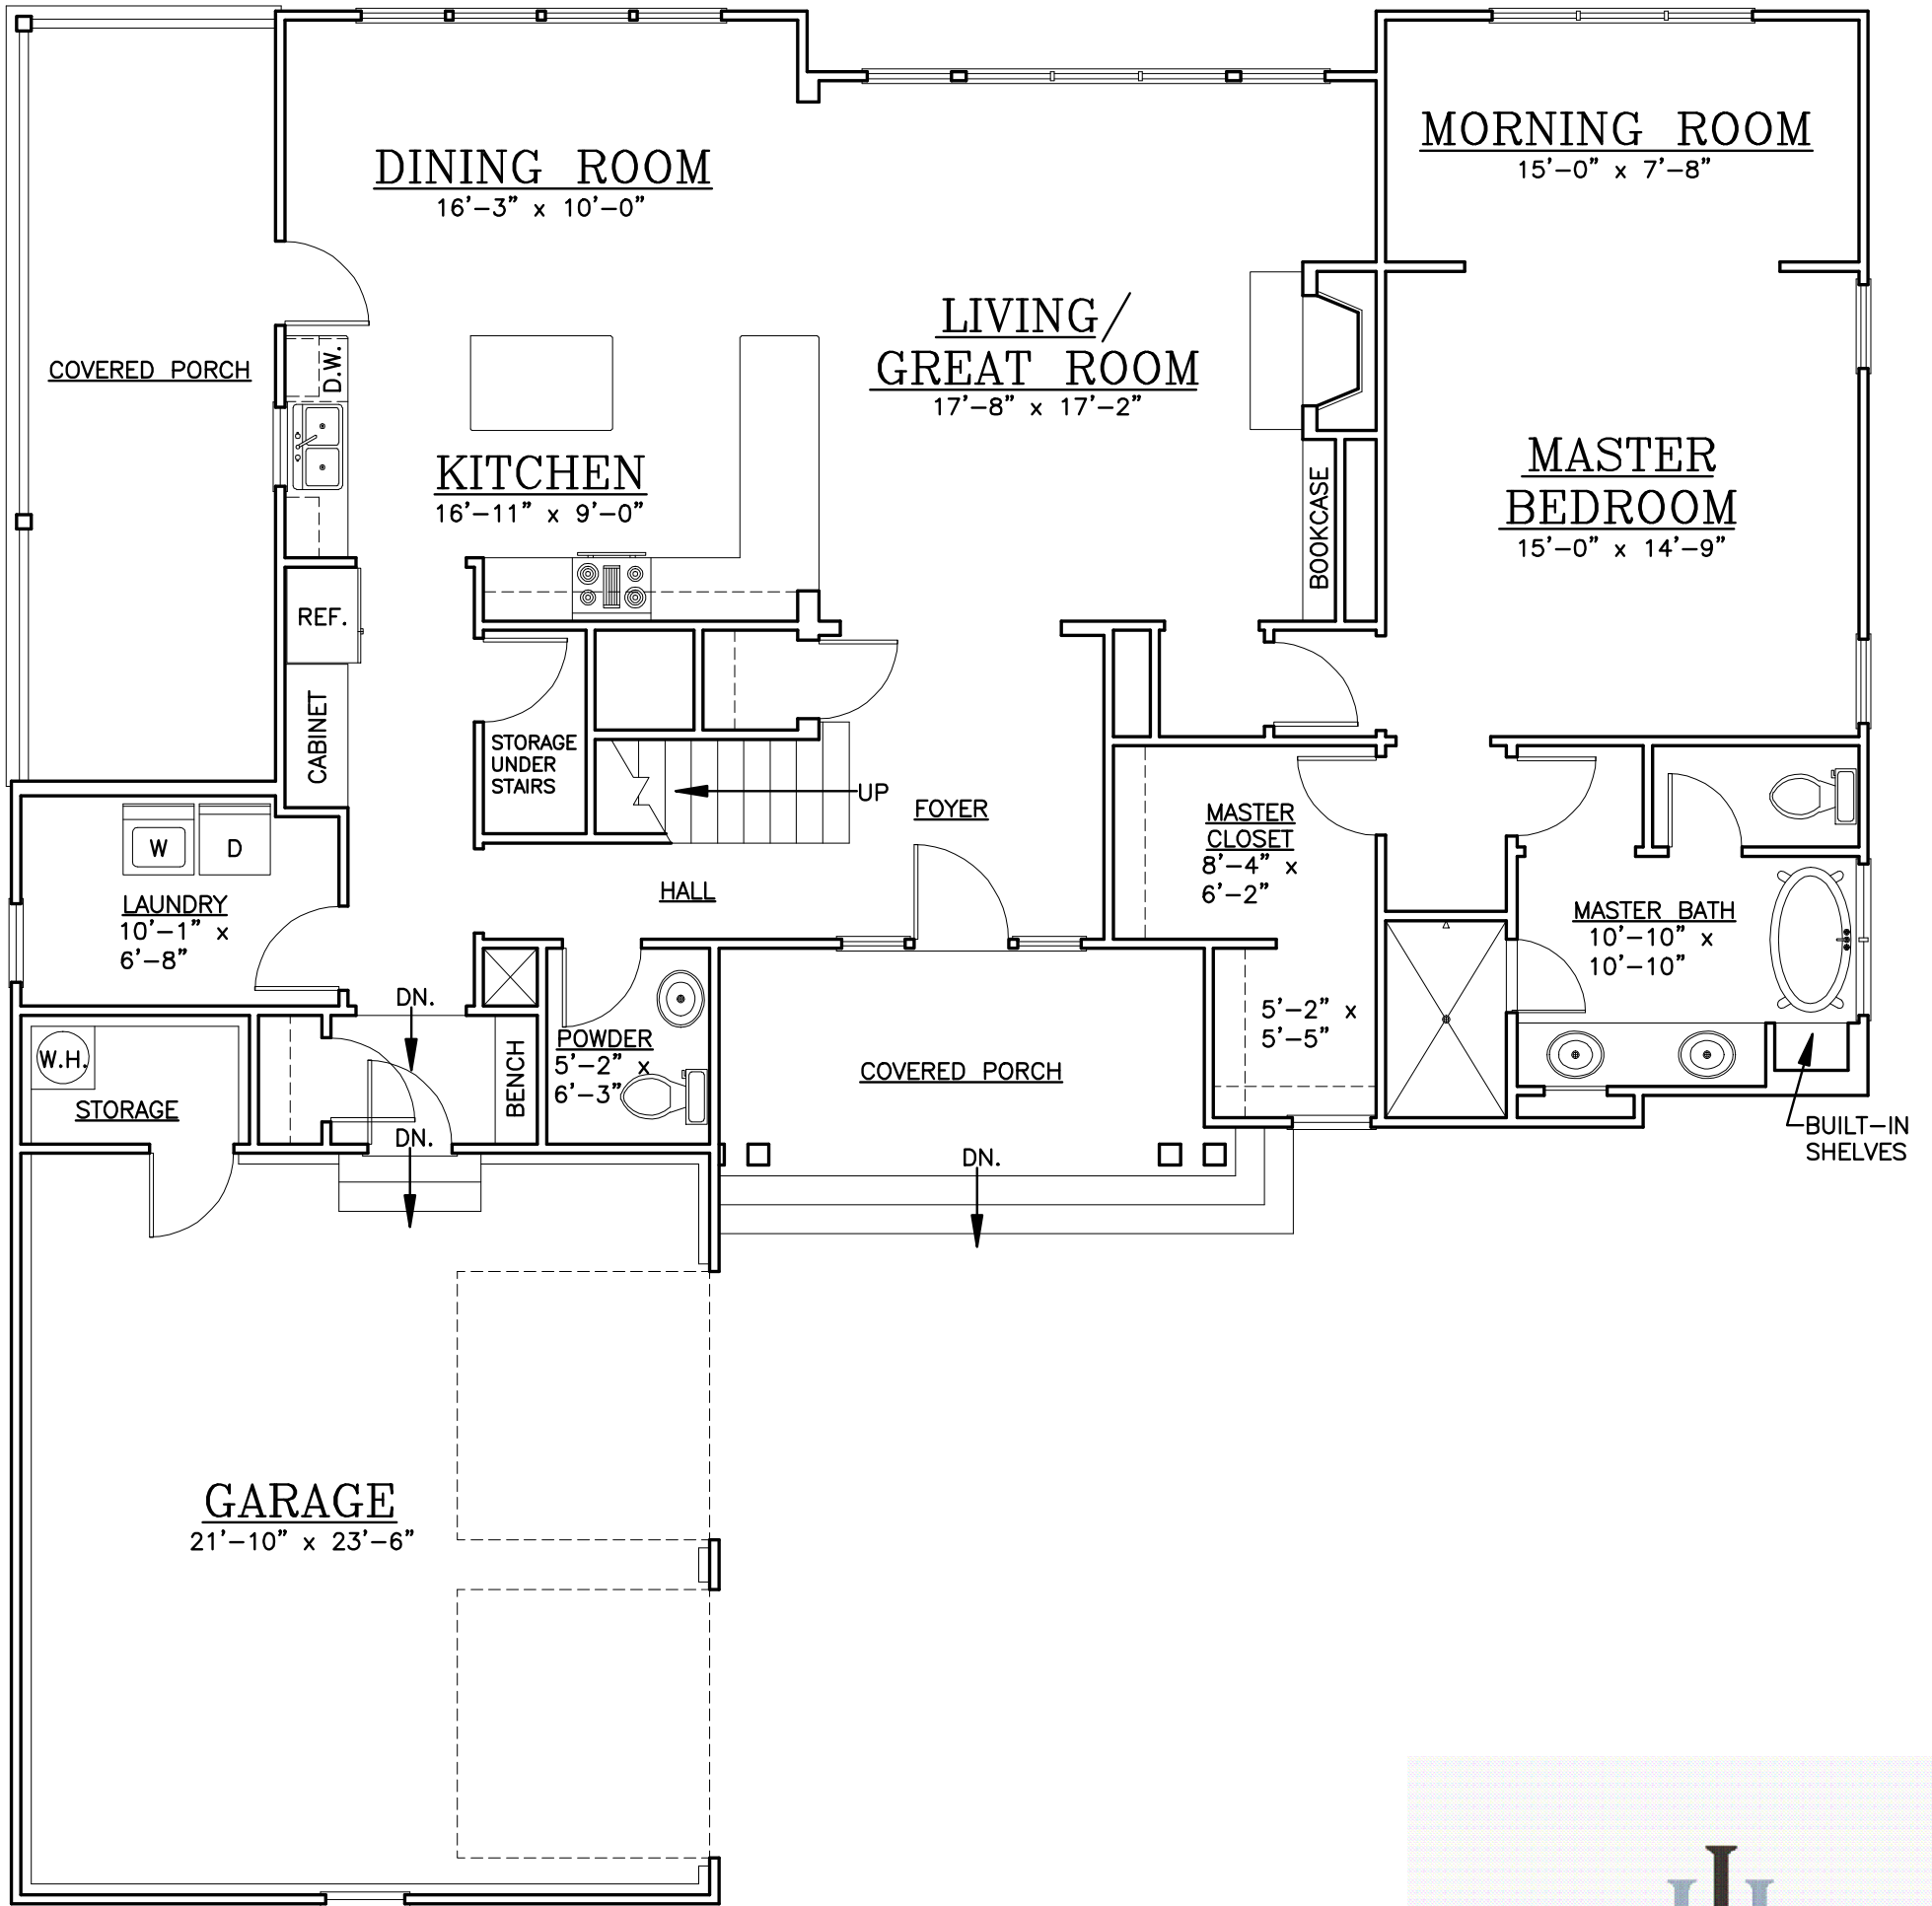 DINING ROOM
16'-3" x 10'-0"
MORNING ROOM
15'-0" x 7'-8"
COVERED PORCH
D.W.
LIVING/
GREAT ROOM
17'-8" x 17'-2"
KITCHEN
16'-11" x 9'-0"
BOOKCASE
MASTER
BEDROOM
15'-0" x 14'-9"
REF.
CABINET
STORAGE
UNDER
STAIRS
UP
FOYER
MASTER
CLOSET
8'-4" x
6'-2"
W
D
LAUNDRY
10'-1" x
6'-8"
HALL
MASTER BATH
10'-10" x
10'-10"
DN.
5'-2" x
5'-5"
W.H.
STORAGE
BENCH
POWDER
5'-2" x
6'-3"
COVERED PORCH
DN.
DN.
BUILT-IN
SHELVES
GARAGE
21'-10" x 23'-6"